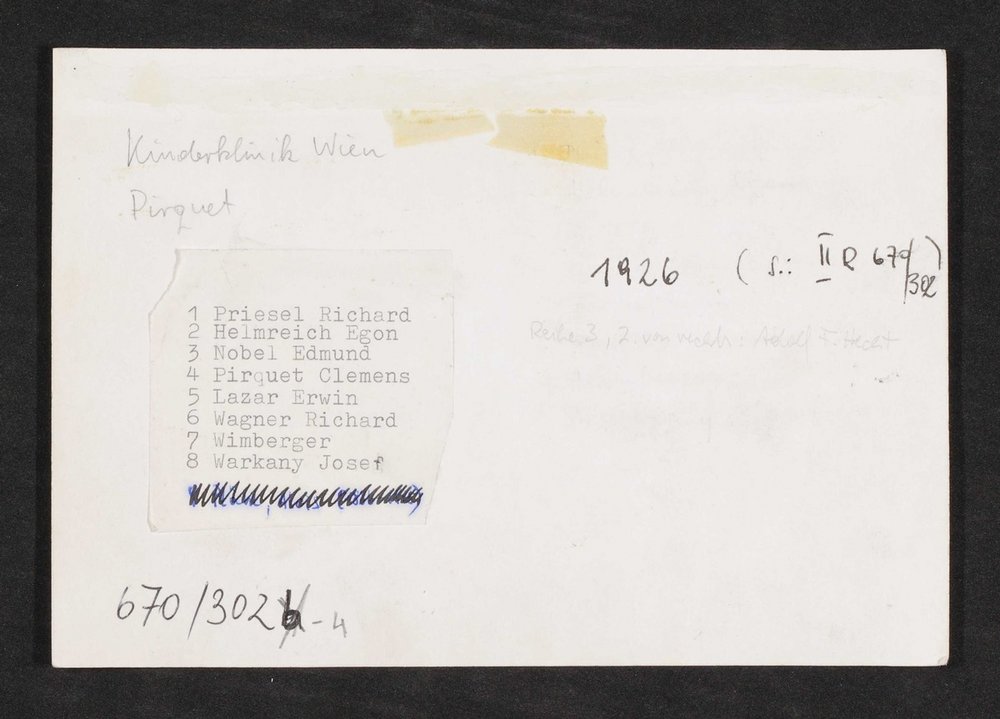 Kinderklinik Wien
Pirquet
1926 (s.: II R 670/302)
Reihe 3, 2. von rechts: Adolf F. Hecht
1 Priesel Richard
2 Helmreich Egon
3 Nobel Edmund
4 Pirquet Clemens
5 Lazar Erwin
6 Wagner Richard
7 Wimberger
8 Warkany Josef
670/302b-4